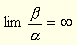 lim β/α = ∞